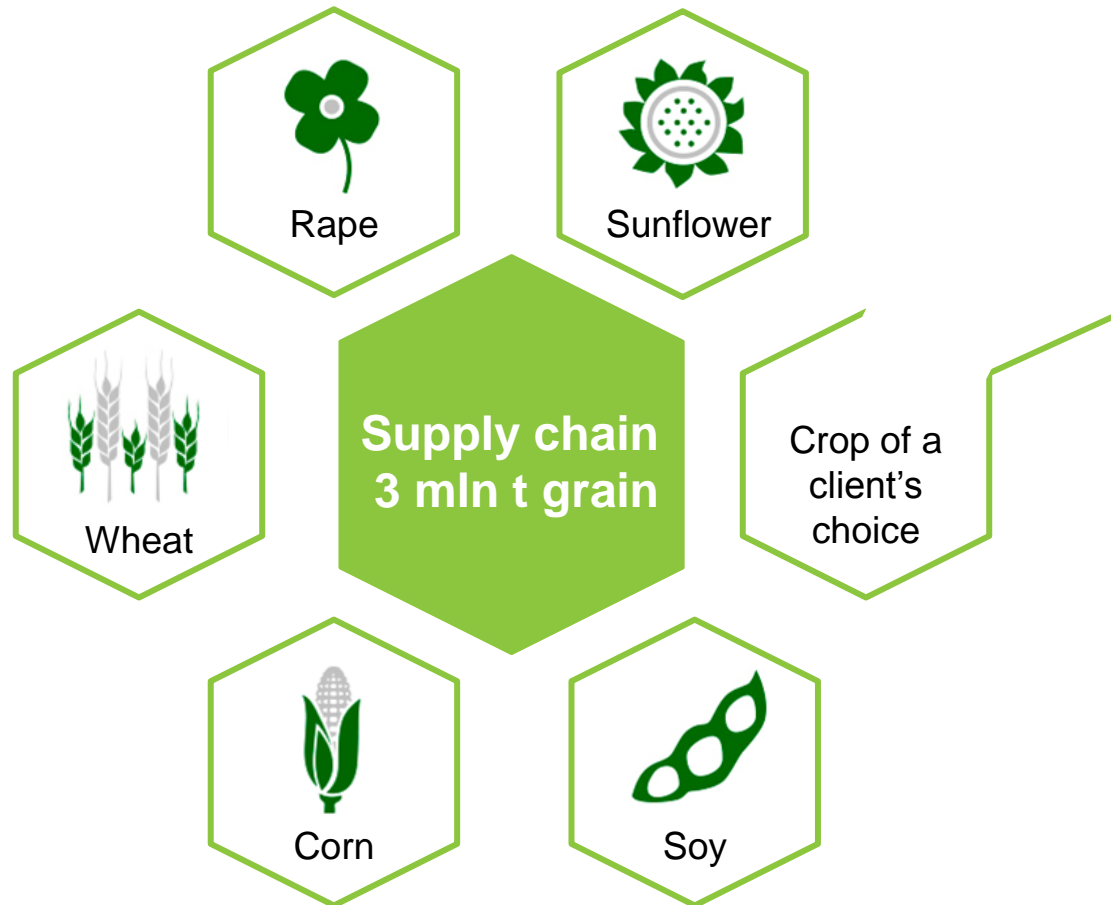 Rape
Sunflower
Supply chain
3 mln t grain
Wheat
Crop of a
client’s
choice
Corn
Soy